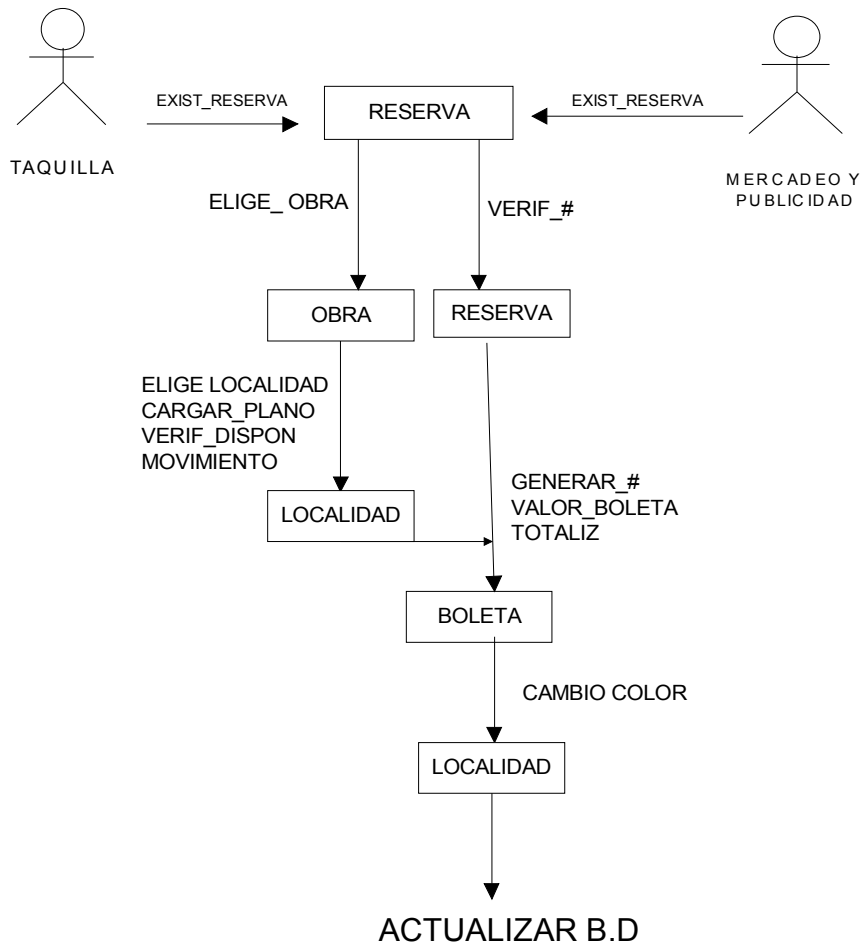 EXIST_RESERVA
RESERVA
EXIST_RESERVA
TAQUILLA
MERCADEO Y
PUBLICIDAD
ELIGE_ OBRA
VERIF_#
OBRA
RESERVA
ELIGE LOCALIDAD
CARGAR_PLANO
VERIF_DISPON
MOVIMIENTO
GENERAR_#
VALOR_BOLETA
TOTALIZ
LOCALIDAD
BOLETA
CAMBIO COLOR
LOCALIDAD
ACTUALIZAR B.D